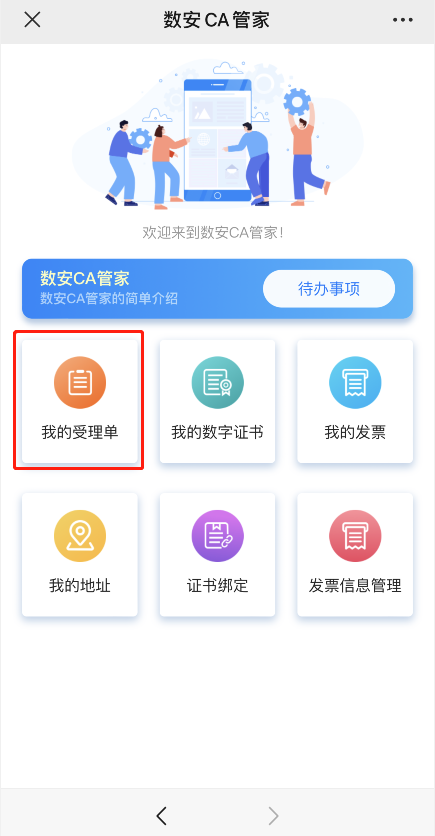 数安CA管家
欢迎来到数安CA管家!
数安CA管家
数安CA管家的简单介绍
待办事项
我的受理单
我的数字证书
我的发票
我的地址
证书绑定
发票信息管理